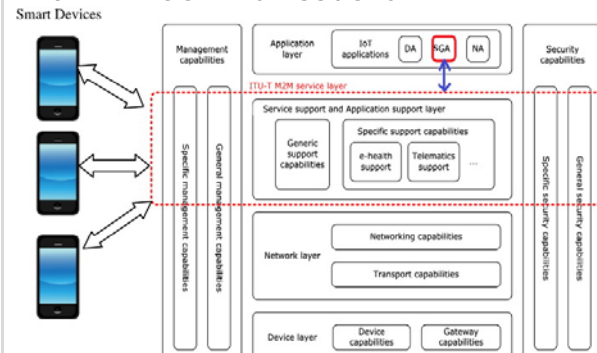 Smart Devices
Management
capabilities
Application
layer
IoT
applications
DA
SGA
NA
Security
capabilities
ITU-T M2M service layer
Service support and Application support layer
Generic
support
capabilities
Specific support capabilities
e-health
support
Telematics
support
...
Specific management capabilities
General management capabilities
Specific security capabilities
General security capabilities
Network layer
Networking capabilities
Transport capabilities
Device layer
Device
capabilities
Gateway
capabilities